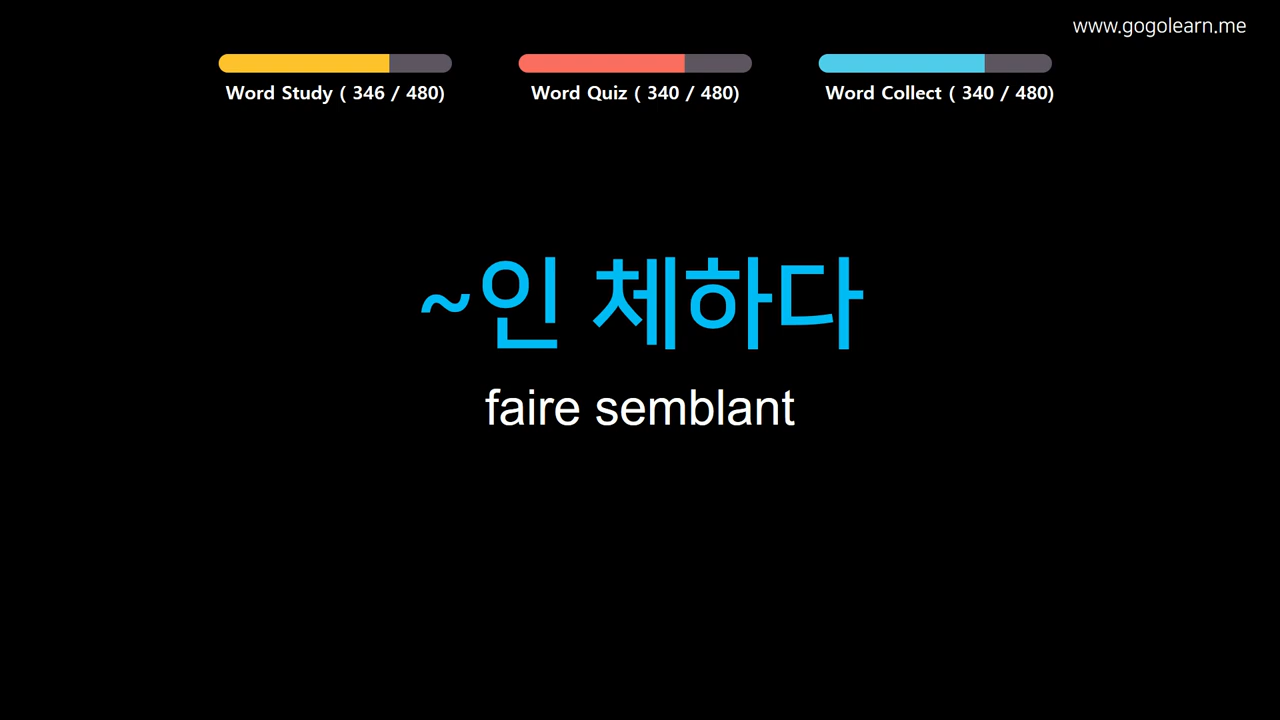 www.gogolearn.me
Word Study ( 346 / 480)
Word Quiz ( 340 / 480)
Word Collect ( 340 / 480)
~인 체하다
faire semblant